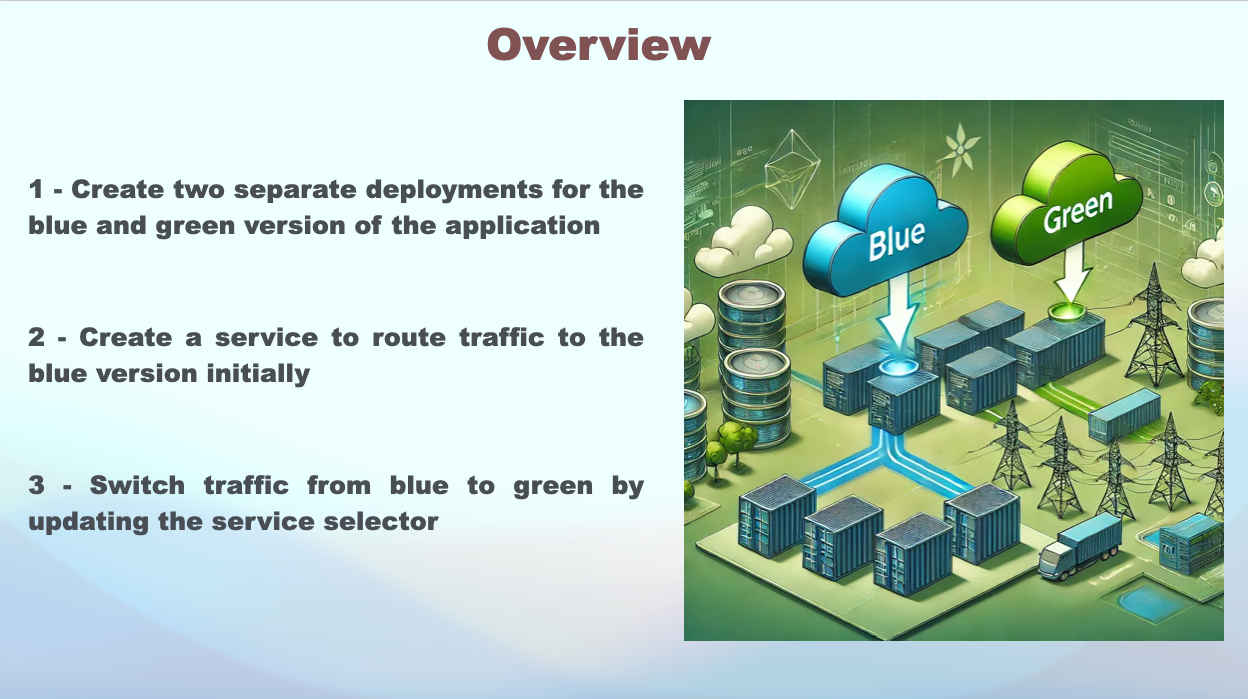 Overview
1 - Create two separate deployments for the
blue and green version of the application
2 - Create a service to route traffic to the
blue version initially
3 - Switch traffic from blue to green by
updating the service selector
Blue
Green